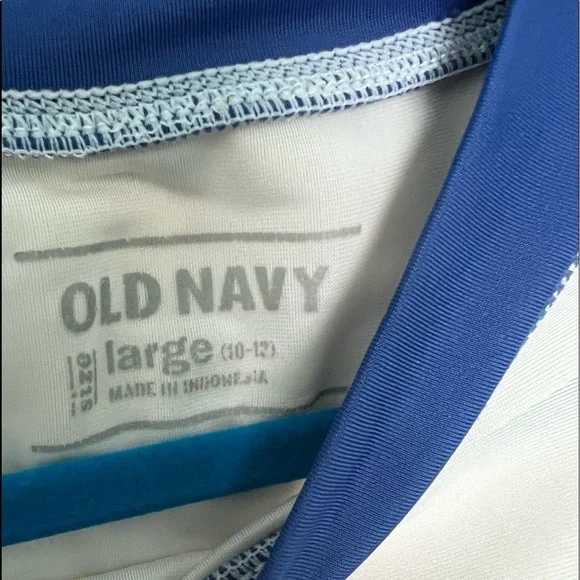 OLD NAVY
size large (10-12)
MADE IN INDONESIA